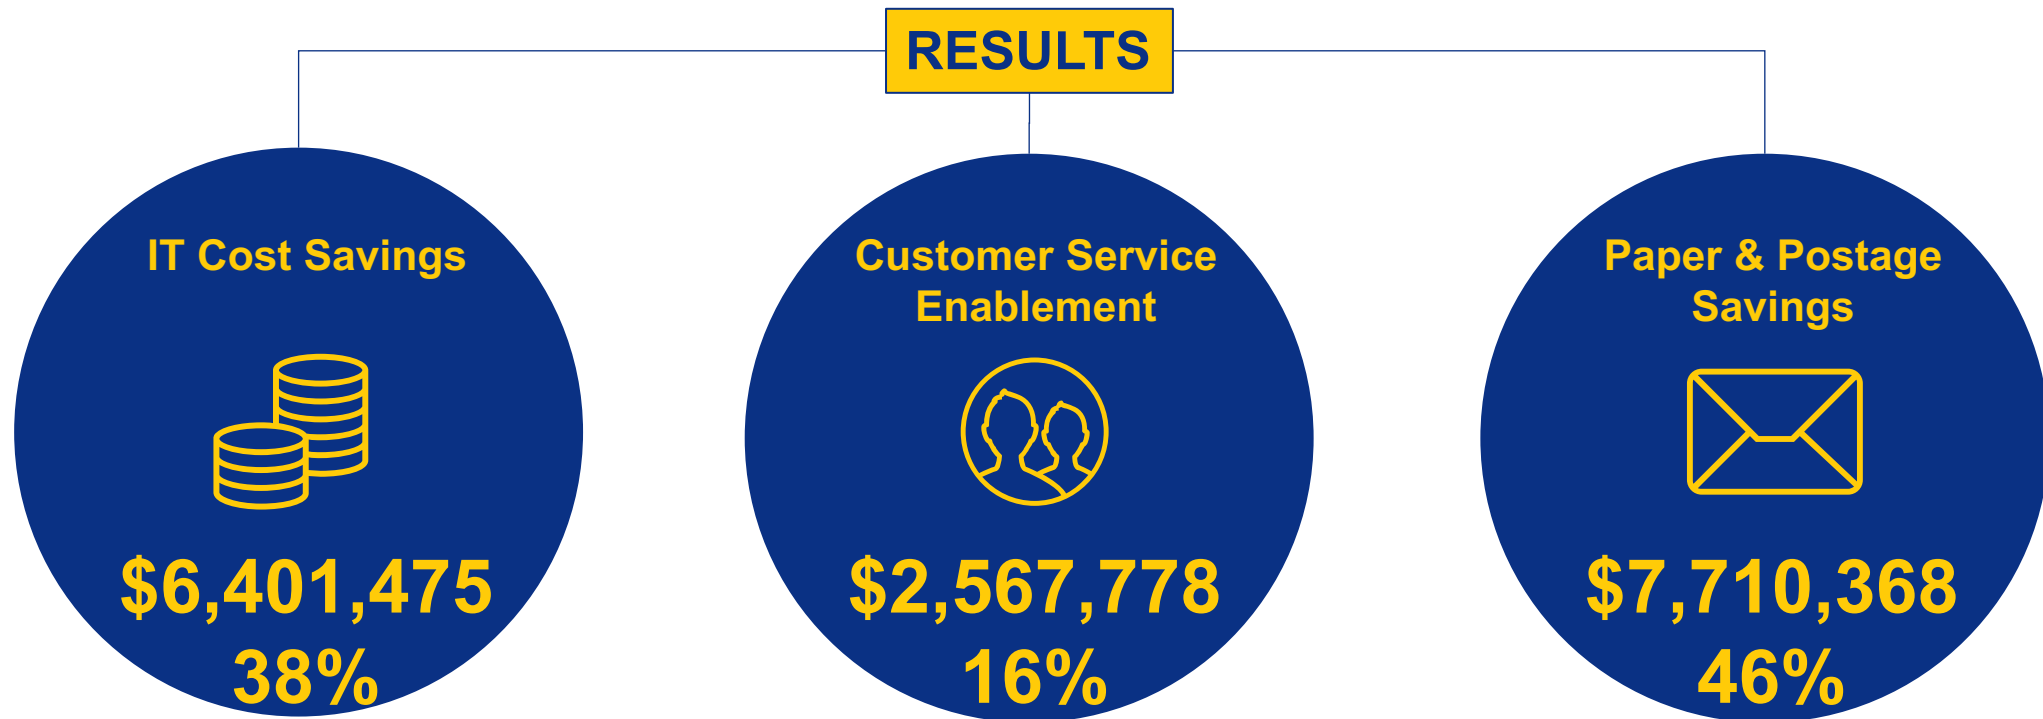 RESULTS
IT Cost Savings
$6,401,475
38%
Customer Service
Enablement
$2,567,778
16%
Paper & Postage
Savings
$7,710,368
46%